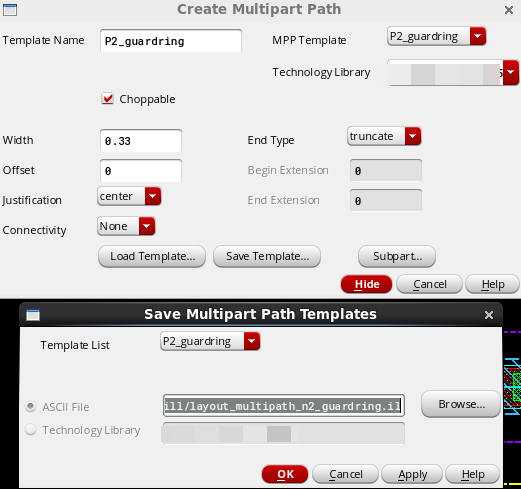 Create Multipart Path
Template Name P2_guardring MPP Template P2_guardring
Technology Library
Choppable
Width 0.33 End Type truncate
Offset 0 Begin Extension 0
Justification center End Extension 0
Connectivity None
Load Template... Save Template... Subpart...
Hide Cancel Help
Save Multipart Path Templates
Template List P2_guardring
ASCII File ill/layout_multipath_n2_guardring.il Browse...
Technology Library
OK Cancel Apply Help